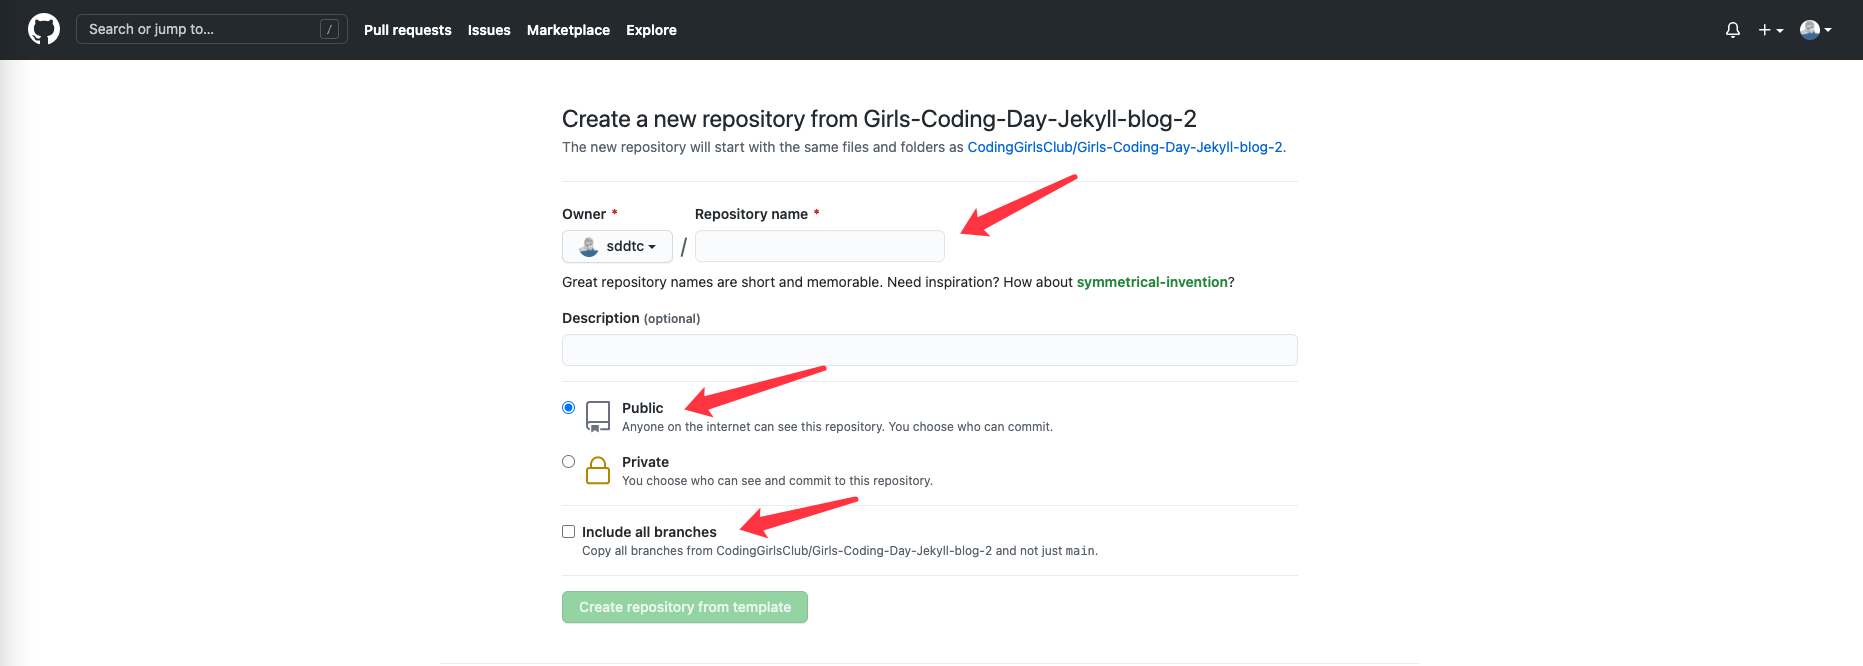 Search or jump to... /
Pull requests Issues Marketplace Explore
Create a new repository from Girls-Coding-Day-Jekyll-blog-2
The new repository will start with the same files and folders as CodingGirlsClub/Girls-Coding-Day-Jekyll-blog-2.
Owner * Repository name *
sddtc /
Great repository names are short and memorable. Need inspiration? How about symmetrical-invention?
Description (optional)
Public
Anyone on the internet can see this repository. You choose who can commit.
Private
You choose who can see and commit to this repository.
Include all branches
Copy all branches from CodingGirlsClub/Girls-Coding-Day-Jekyll-blog-2 and not just main.
Create repository from template